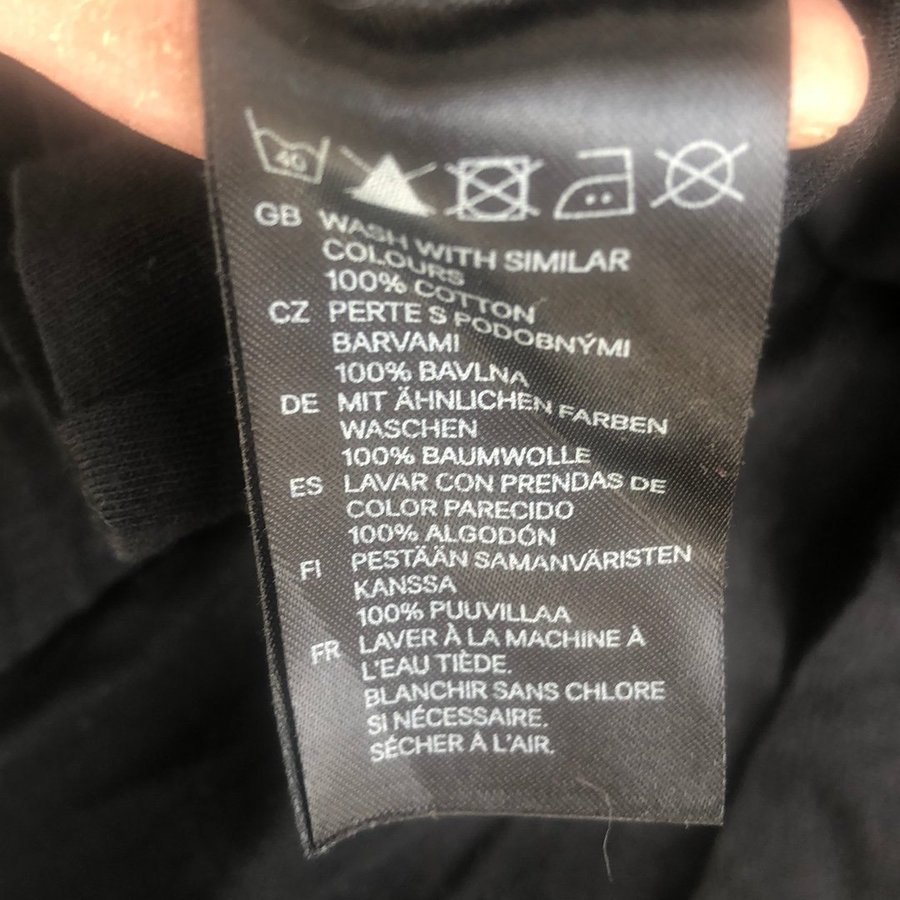 40
GB WASH WITH SIMILAR
COLOURS
100% COTTON
CZ PERTE S PODOBNÝMI
BARVAMI
100% BAVLNA
DE MIT ÄHNLICHEN FARBEN
WASCHEN
100% BAUMWOLLE
ES LAVAR CON PRENDAS DE
COLOR PARECIDO
100% ALGODÓN
FI PESTÄÄN SAMANVÄRISTEN
KANSSA
100% PUUVILLAA
FR LAVER À LA MACHINE À
L'EAU TIÈDE.
BLANCHIR SANS CHLORE
SI NÉCESSAIRE.
SÉCHER À L'AIR.